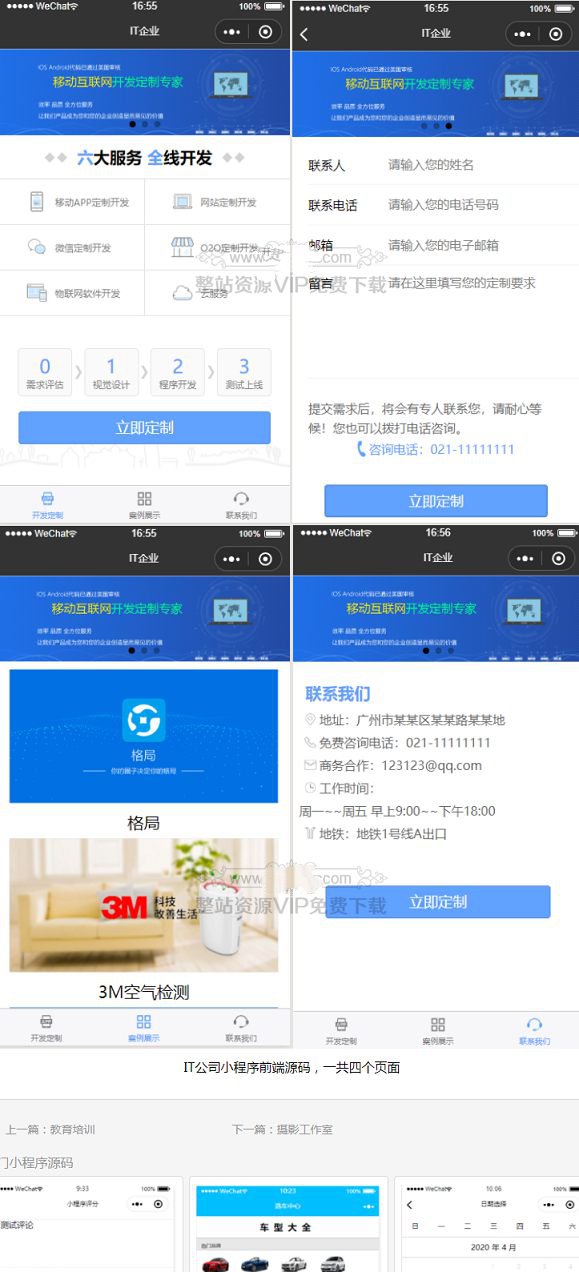 WeChat 16:55 100%
IT企业
IOS Android代码已通过美国审核
移动互联网开发定制专家
效率 品质 全方位服务
让我们产品成为您和您的企业创造显而易见的价值
六大服务 全线开发
移动APP定制开发
网站定制开发
微信定制开发
O2O定制开发
物联网软件开发
云服务
0
需求评估
1
视觉设计
2
程序开发
3
测试上线
立即定制
开发定制
案例展示
联系我们
WeChat 16:55 100%
IT企业
IOS Android代码已通过美国审核
移动互联网开发定制专家
效率 品质 全方位服务
让我们产品成为您和您的企业创造显而易见的价值
联系人 请输入您的姓名
联系电话 请输入您的电话号码
邮箱 请输入您的电子邮箱
留言 请在这里填写您的定制要求
提交需求后，将会有专人联系您，请耐心等
候！您也可以拨打电话咨询。
咨询电话：021-11111111
立即定制
整站资源VIP免费下载
WeChat 16:55 100%
IT企业
IOS Android代码已通过美国审核
移动互联网开发定制专家
效率 品质 全方位服务
让我们产品成为您和您的企业创造显而易见的价值
格局
你的圈子决定你的格局
格局
3M 科技
改善生活
3M空气检测
开发定制
案例展示
联系我们
WeChat 16:56 100%
IT企业
IOS Android代码已通过美国审核
移动互联网开发定制专家
效率 品质 全方位服务
让我们产品成为您和您的企业创造显而易见的价值
联系我们
地址：广州市某某区某某路某某地
免费咨询电话：021-11111111
商务合作：123123@qq.com
工作时间：
周一~~周五 早上9:00~~下午18:00
地铁：地铁1号线A出口
立即定制
开发定制
案例展示
联系我们
整站资源VIP免费下载
IT公司小程序前端源码，一共四个页面
上一篇：教育培训
下一篇：摄影工作室
门小程序源码
WeChat 9:33 100%
小程序评分
测试评论
WeChat 10:23 100%
选车中心
车 型 大 全
热门品牌
WeChat 10:06 100%
日期选择
日 一 二 三 四 五 六
2020 年 4 月